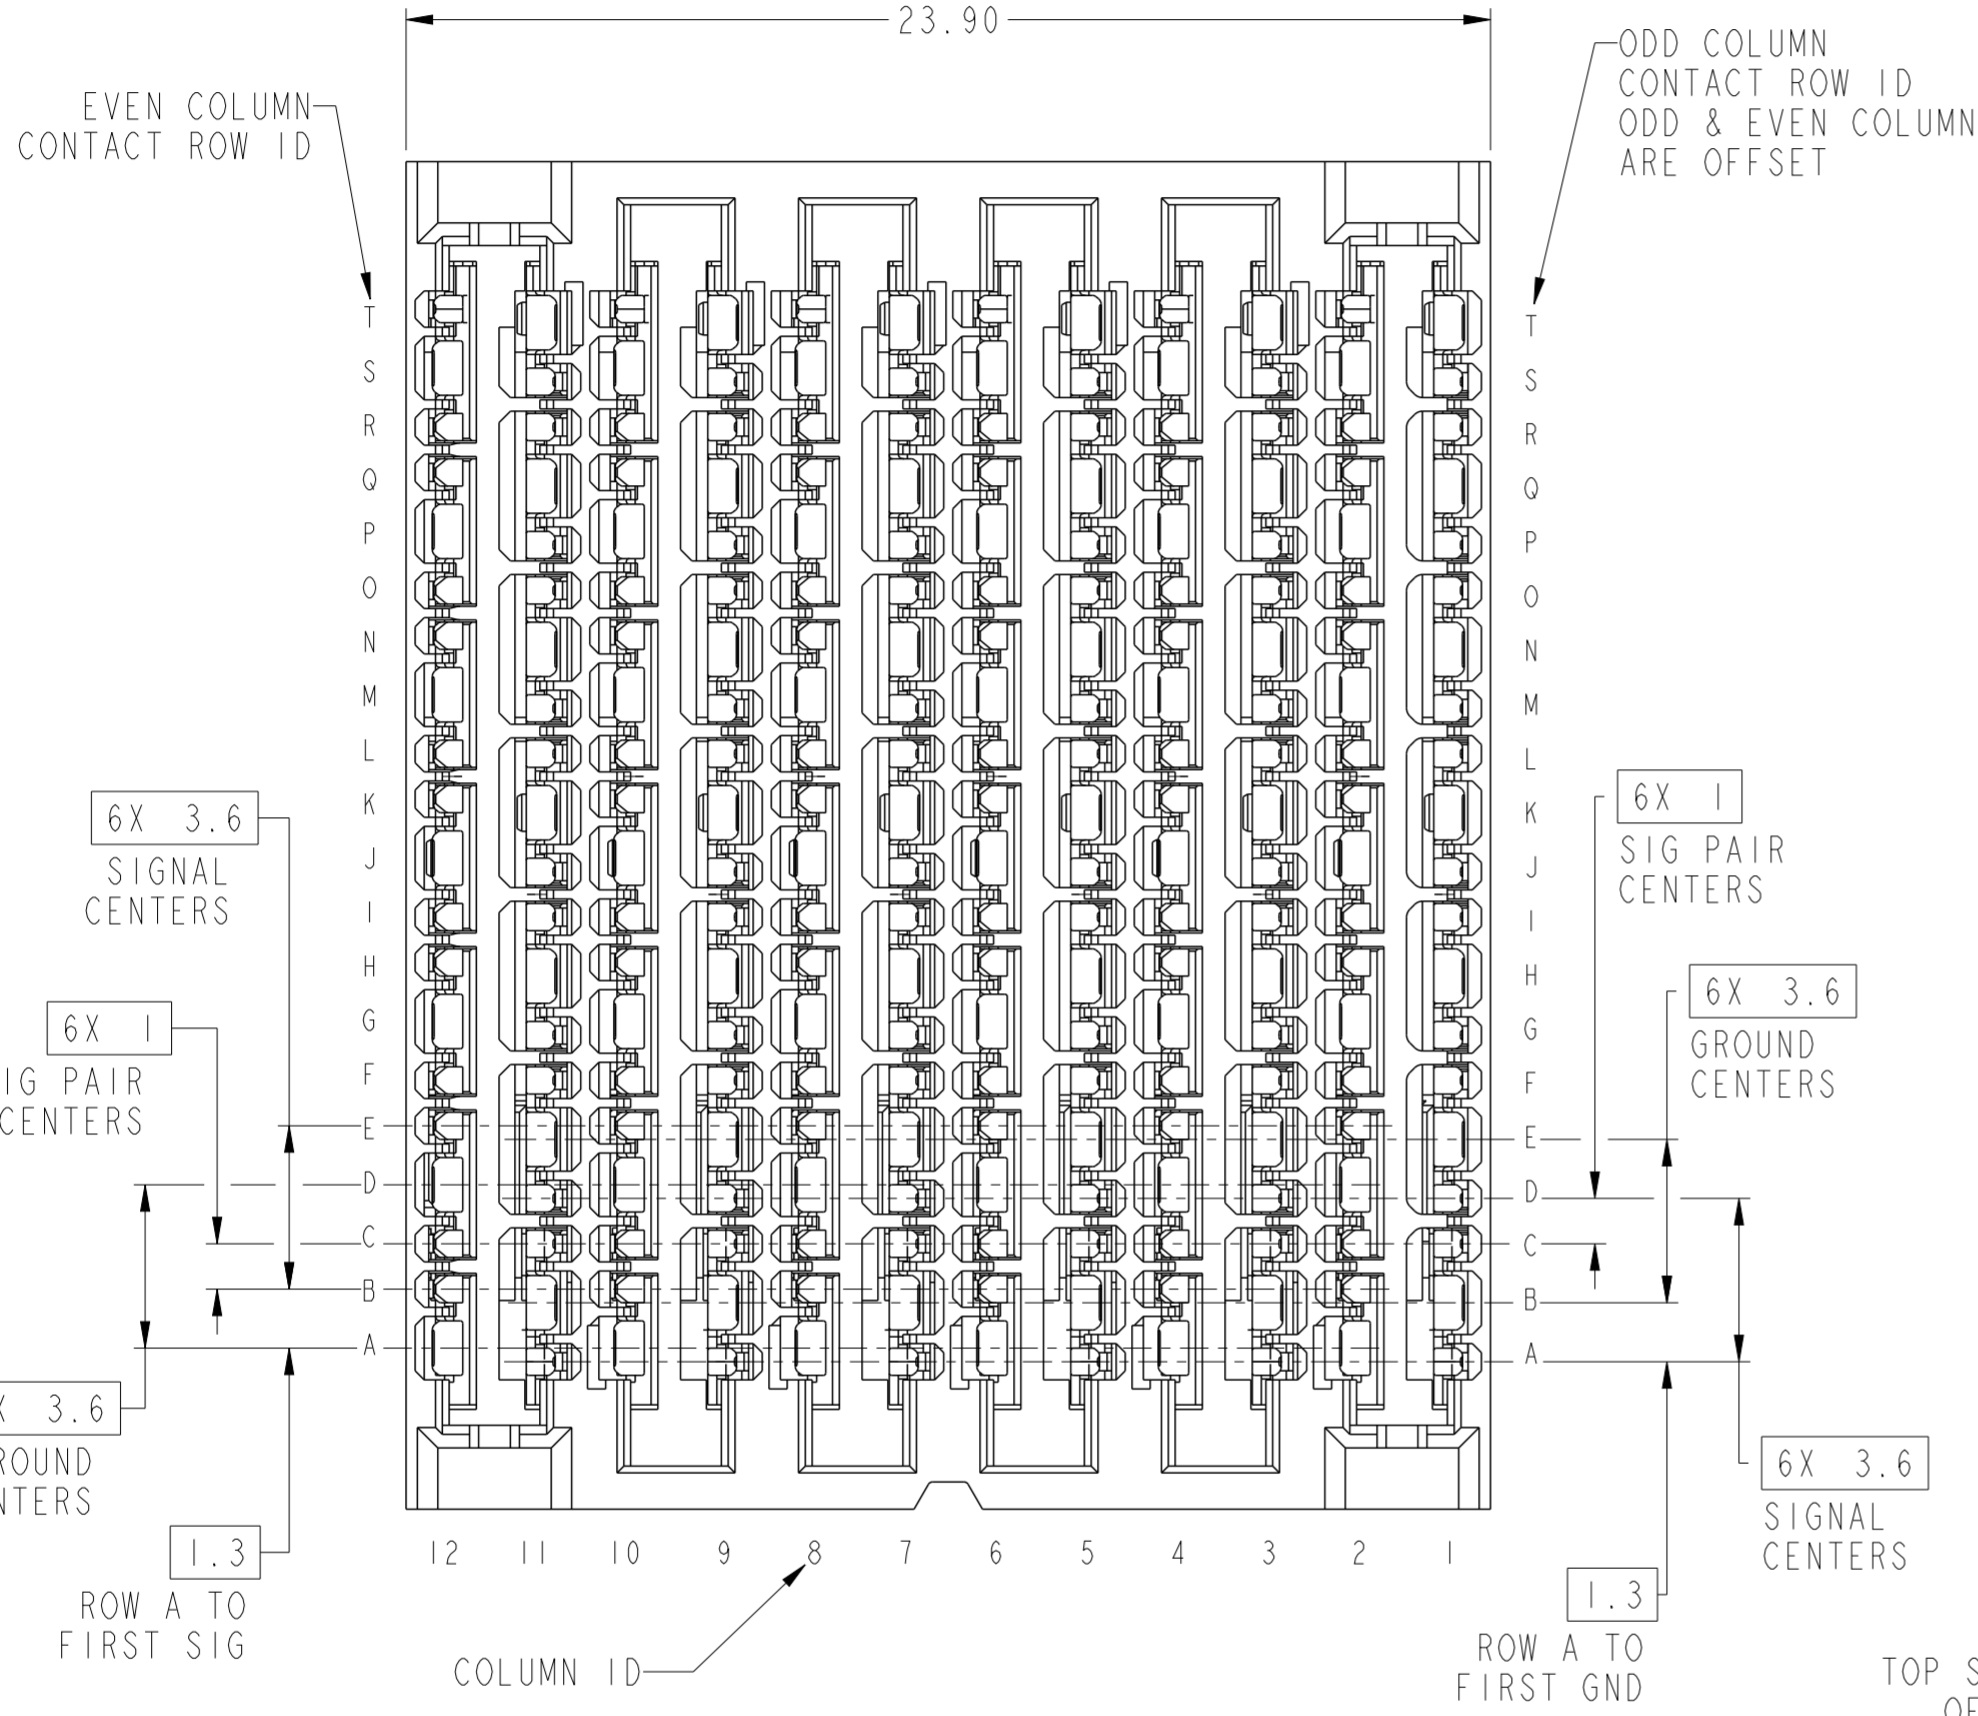 23.90
ODD COLUMN
CONTACT ROW ID
ODD & EVEN COLUMN
ARE OFFSET
EVEN COLUMN
CONTACT ROW ID
T
S
R
Q
P
O
N
M
L
K
J
I
H
G
F
E
D
C
B
A
T
S
R
Q
P
O
N
M
L
K
J
I
H
G
F
E
D
C
B
A
6X 3.6
SIGNAL
CENTERS
6X 1
IG PAIR
CENTERS
3.6
ROUND
NTERS
1.3
ROW A TO
FIRST SIG
6X 1
SIG PAIR
CENTERS
6X 3.6
GROUND
CENTERS
6X 3.6
SIGNAL
CENTERS
1.3
ROW A TO
FIRST GND
12 11 10 9 8 7 6 5 4 3 2 1
COLUMN ID
TOP S